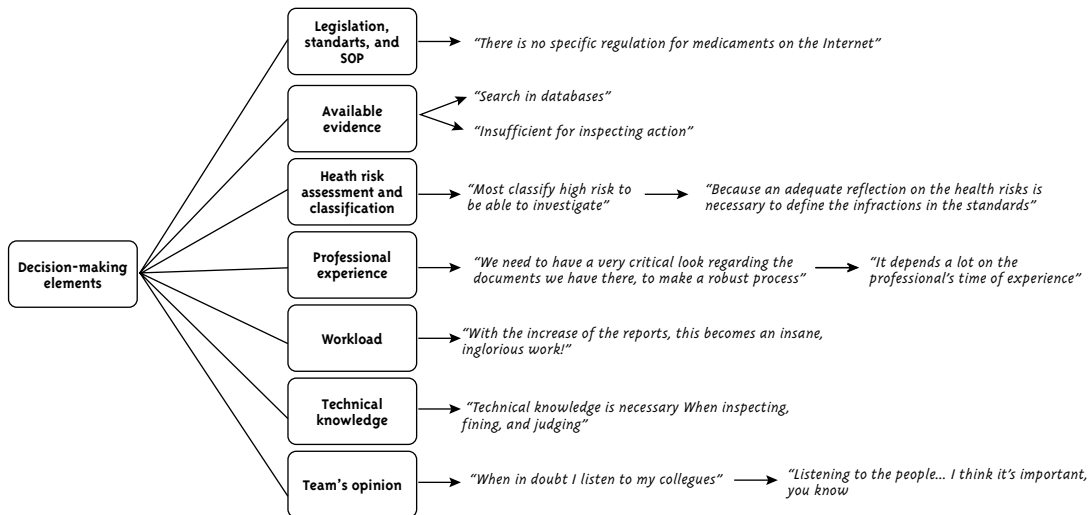 Legislation,
standarts, and
SOP
“There is no specific regulation for medicaments on the Internet”
Available
evidence
“Search in databases”
“Insufficient for inspecting action”
Heath risk
assessment and
classification
“Most classify high risk to
be able to investigate”
“Because an adequate reflection on the health risks is
necessary to define the infractions in the standards”
Decision-making
elements
Professional
experience
“We need to have a very critical look regarding the
documents we have there, to make a robust process”
“It depends a lot on the
professional’s time of experience”
Workload
“With the increase of the reports, this becomes an insane,
inglorious work!”
Technical
knowledge
“Technical knowledge is necessary When inspecting,
fining, and judging”
Team’s opinion
“When in doubt I listen to my collegues”
“Listening to the people... I think it’s important,
you know